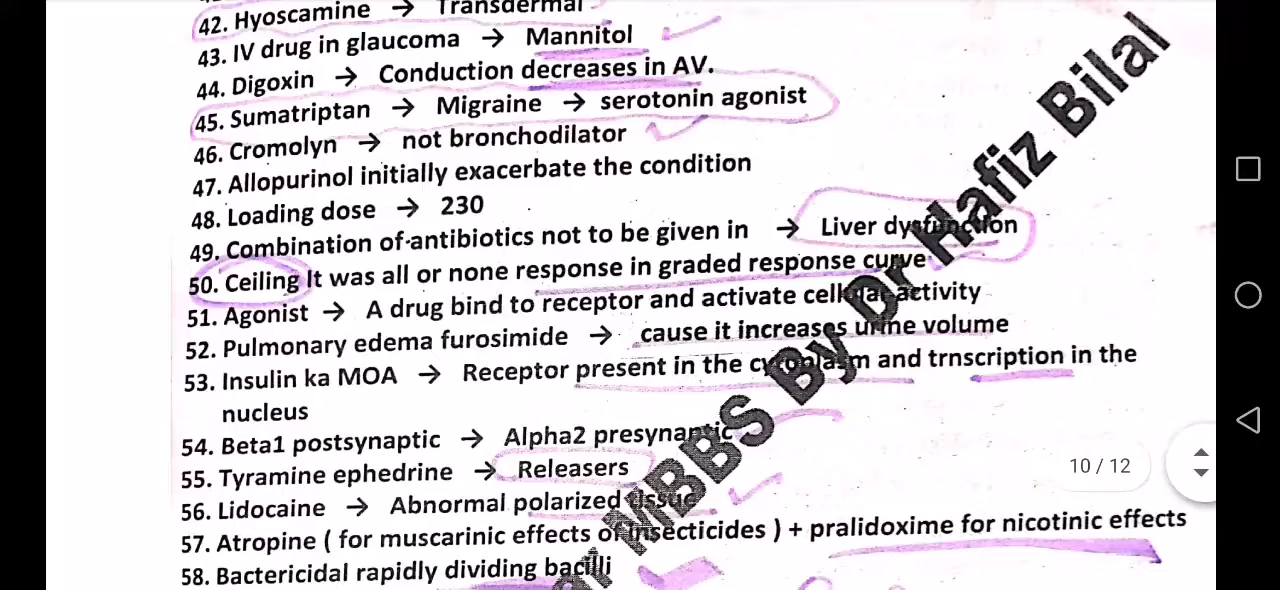 42. Hyoscamine → Transdermal
43. IV drug in glaucoma → Mannitol
44. Digoxin → Conduction decreases in AV.
45. Sumatriptan → Migraine → serotonin agonist
46. Cromolyn → not bronchodilator
47. Allopurinol initially exacerbate the condition
48. Loading dose → 230
49. Combination of antibiotics not to be given in → Liver dysfunction
50. Ceiling It was all or none response in graded response curve
51. Agonist → A drug bind to receptor and activate cellular activity
52. Pulmonary edema furosimide → cause it increases urine volume
53. Insulin ka MOA → Receptor present in the cytoplasm and trnscription in the
nucleus
54. Beta1 postsynaptic → Alpha2 presynaptic
55. Tyramine ephedrine → Releasers
56. Lidocaine → Abnormal polarized tissue
57. Atropine ( for muscarinic effects of insecticides ) + pralidoxime for nicotinic effects
58. Bactericidal rapidly dividing bacilli
MBBS By Dr Hafiz Bilal
10 / 12